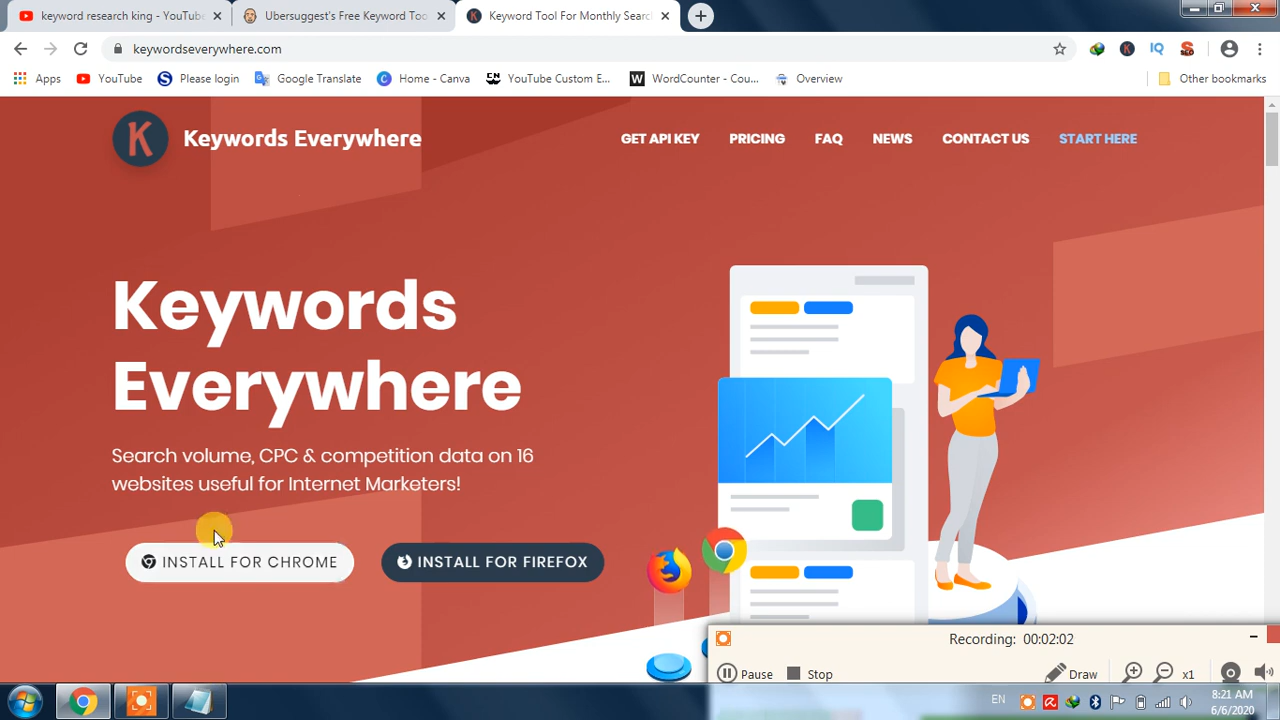 keyword research king - YouTube
Ubersuggest's Free Keyword Too
Keyword Tool For Monthly Searc
keywordseverywhere.com
IQ
Apps
YouTube
Please login
Google Translate
Home - Canva
YouTube Custom E...
WordCounter - Cou...
Overview
Other bookmarks
K
Keywords Everywhere
GET API KEY
PRICING
FAQ
NEWS
CONTACT US
START HERE
Keywords
Everywhere
Search volume, CPC & competition data on 16
websites useful for Internet Marketers!
INSTALL FOR CHROME
INSTALL FOR FIREFOX
Recording: 00:02:02
Pause
Stop
Draw
x1
EN
8:21 AM
6/6/2020